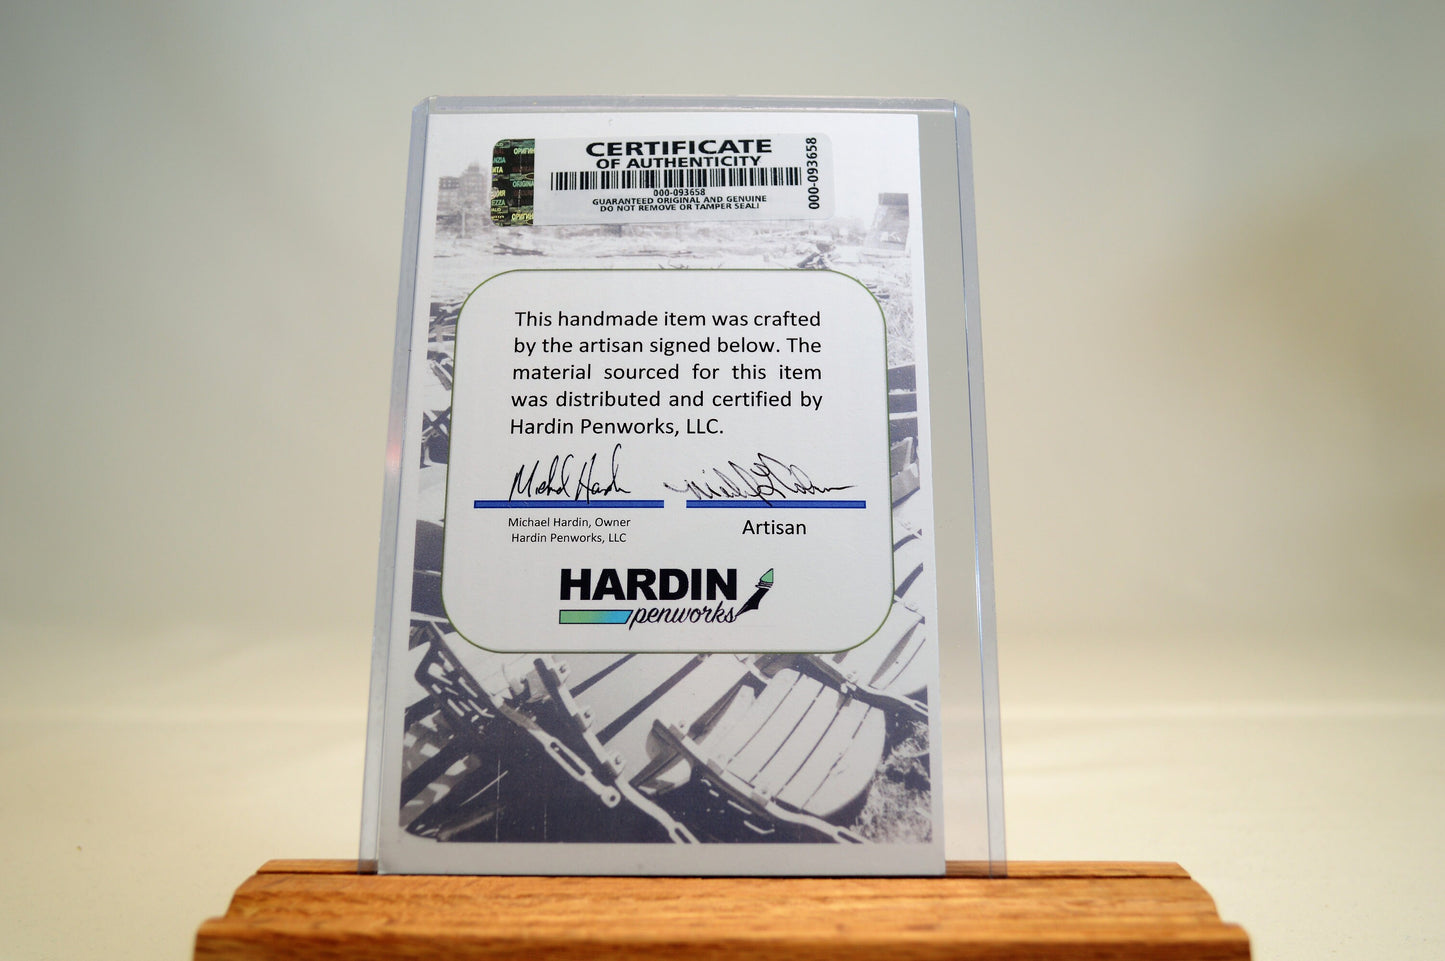 CERTIFICATE
OF AUTHENTICITY
000-093658
GUARANTEED ORIGINAL AND GENUINE
DO NOT REMOVE OR TAMPER SEAL!
000-093658
This handmade item was crafted
by the artisan signed below. The
material sourced for this item
was distributed and certified by
Hardin Penworks, LLC.
Michael Hardin, Owner
Hardin Penworks, LLC
Artisan
HARDIN
penworks